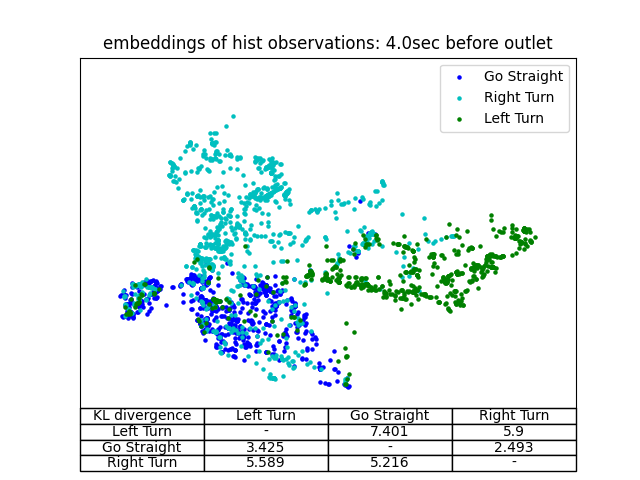 embeddings of hist observations: 4.0sec before outlet
Go Straight
Right Turn
Left Turn
KL divergence Left Turn Go Straight Right Turn
Left Turn - 7.401 5.9
Go Straight 3.425 - 2.493
Right Turn 5.589 5.216 -